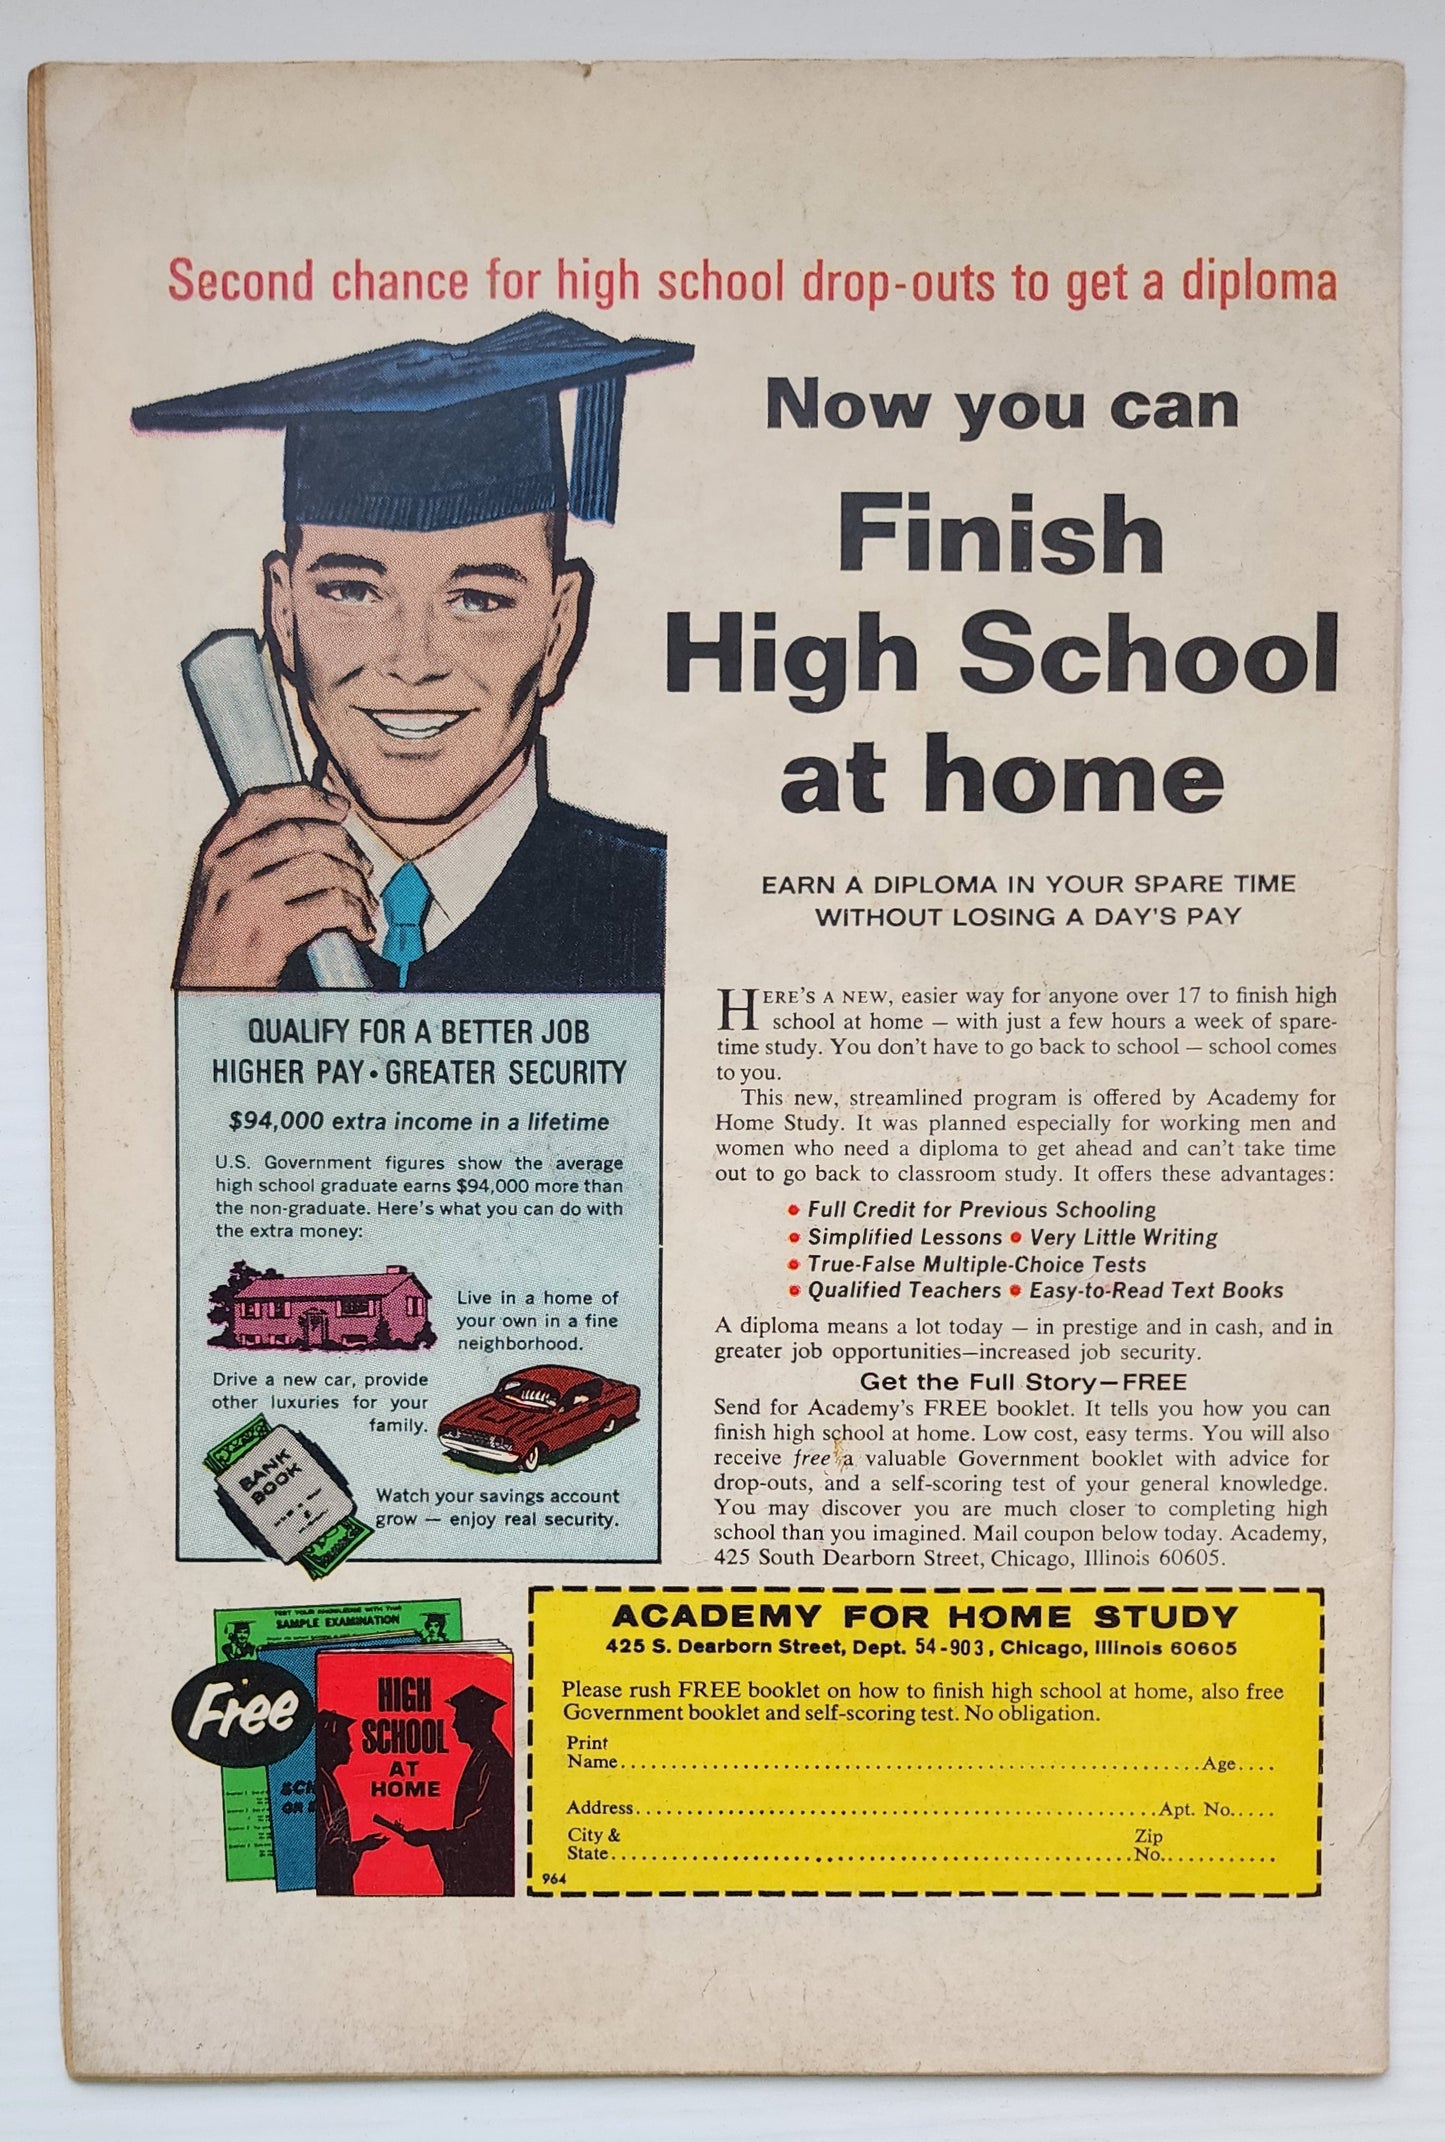 Second chance for high school drop-outs to get a diploma
Now you can
Finish
High School
at home
EARN A DIPLOMA IN YOUR SPARE TIME
WITHOUT LOSING A DAY'S PAY
HERE'S A NEW, easier way for anyone over 17 to finish high
school at home — with just a few hours a week of spare-
time study. You don't have to go back to school — school comes
to you.
This new, streamlined program is offered by Academy for
Home Study. It was planned especially for working men and
women who need a diploma to get ahead and can't take time
out to go back to classroom study. It offers these advantages:
• Full Credit for Previous Schooling
• Simplified Lessons • Very Little Writing
• True-False Multiple-Choice Tests
• Qualified Teachers • Easy-to-Read Text Books
A diploma means a lot today — in prestige and in cash, and in
greater job opportunities—increased job security.
Get the Full Story—FREE
Send for Academy's FREE booklet. It tells you how you can
finish high school at home. Low cost, easy terms. You will also
receive free a valuable Government booklet with advice for
drop-outs, and a self-scoring test of your general knowledge.
You may discover you are much closer to completing high
school than you imagined. Mail coupon below today. Academy,
425 South Dearborn Street, Chicago, Illinois 60605.
QUALIFY FOR A BETTER JOB
HIGHER PAY • GREATER SECURITY
$94,000 extra income in a lifetime
U.S. Government figures show the average
high school graduate earns $94,000 more than
the non-graduate. Here's what you can do with
the extra money:
Live in a home of
your own in a fine
neighborhood.
Drive a new car, provide
other luxuries for your
family.
BANK
BOOK
Watch your savings account
grow — enjoy real security.
TEST YOUR KNOWLEDGE WITH THIS
SAMPLE EXAMINATION
Free
HIGH
SCHOOL
AT
HOME
ACADEMY FOR HOME STUDY
425 S. Dearborn Street, Dept. 54-903, Chicago, Illinois 60605
Please rush FREE booklet on how to finish high school at home, also free
Government booklet and self-scoring test. No obligation.
Print
Name Age
Address Apt. No.
City & Zip
State No.
964